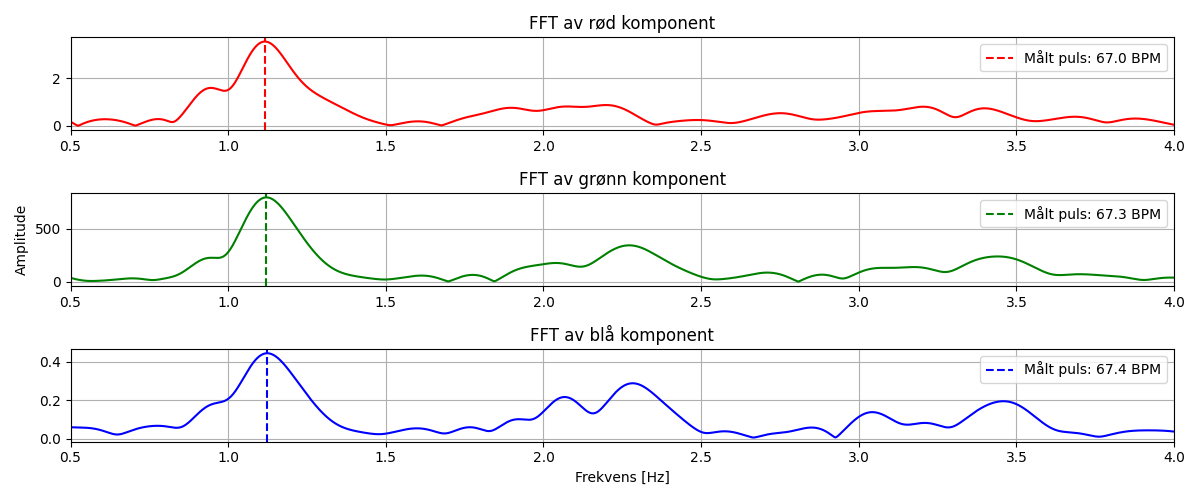 FFT av rød komponent
2
0
Målt puls: 67.0 BPM
0.5 1.0 1.5 2.0 2.5 3.0 3.5 4.0
FFT av grønn komponent
Amplitude
500
0
Målt puls: 67.3 BPM
0.5 1.0 1.5 2.0 2.5 3.0 3.5 4.0
FFT av blå komponent
0.4
0.2
0.0
Målt puls: 67.4 BPM
0.5 1.0 1.5 2.0 2.5 3.0 3.5 4.0
Frekvens [Hz]